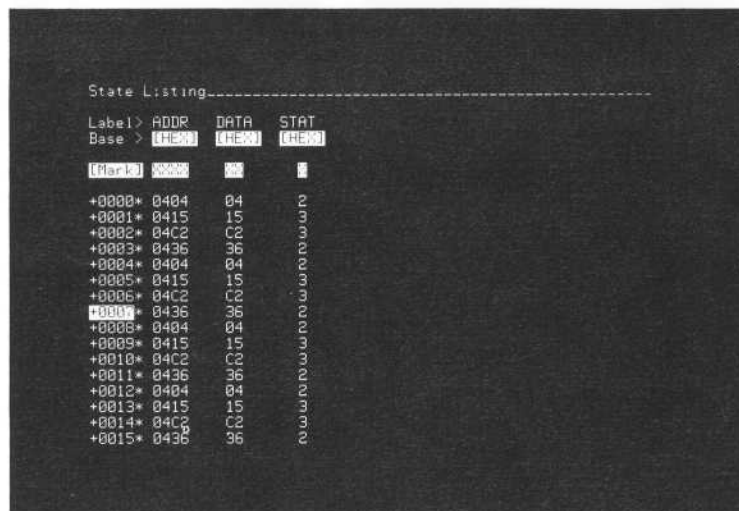 State Listing
Label> ADDR DATA STAT
Base > [HEX] [HEX] [HEX]
[Mark] XXXX XX X
+0000* 0404 04 2
+0001* 0415 15 3
+0002* 04C2 C2 3
+0003* 0436 36 2
+0004* 0404 04 2
+0005* 0415 15 3
+0006* 04C2 C2 3
+0007* 0436 36 2
+0008* 0404 04 2
+0009* 0415 15 3
+0010* 04C2 C2 3
+0011* 0436 36 2
+0012* 0404 04 2
+0013* 0415 15 3
+0014* 04C2 C2 3
+0015* 0436 36 2